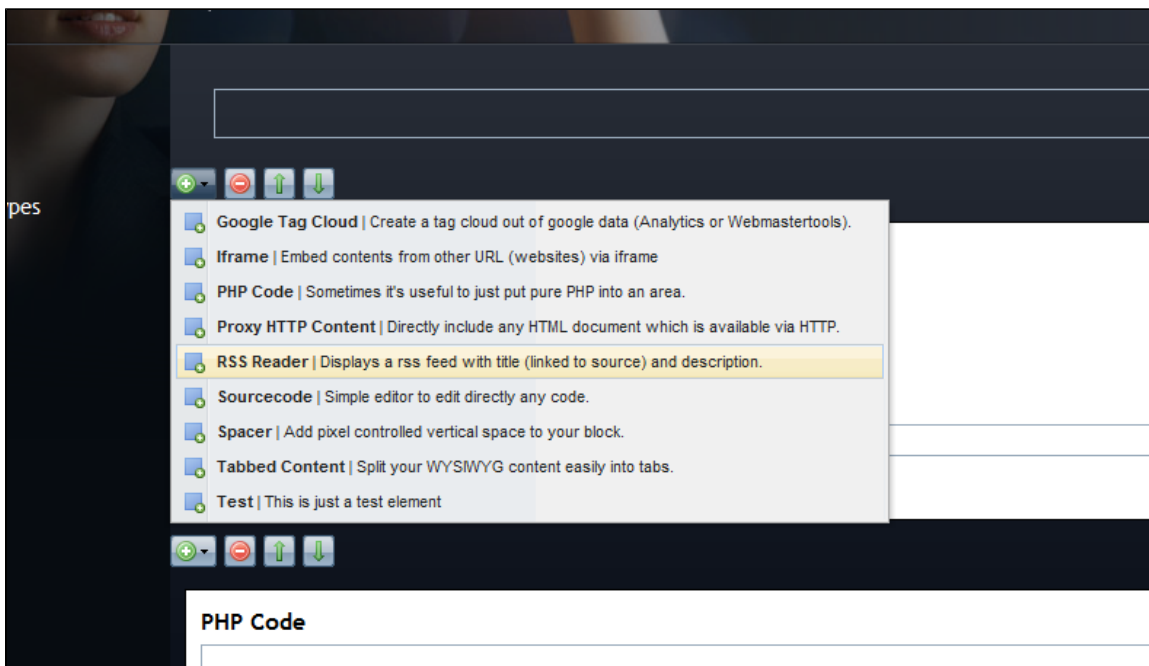 ypes
Google Tag Cloud | Create a tag cloud out of google data (Analytics or Webmastertools).
Iframe | Embed contents from other URL (websites) via iframe
PHP Code | Sometimes it's useful to just put pure PHP into an area.
Proxy HTTP Content | Directly include any HTML document which is available via HTTP.
RSS Reader | Displays a rss feed with title (linked to source) and description.
Sourcecode | Simple editor to edit directly any code.
Spacer | Add pixel controlled vertical space to your block.
Tabbed Content | Split your WYSIWYG content easily into tabs.
Test | This is just a test element
PHP Code